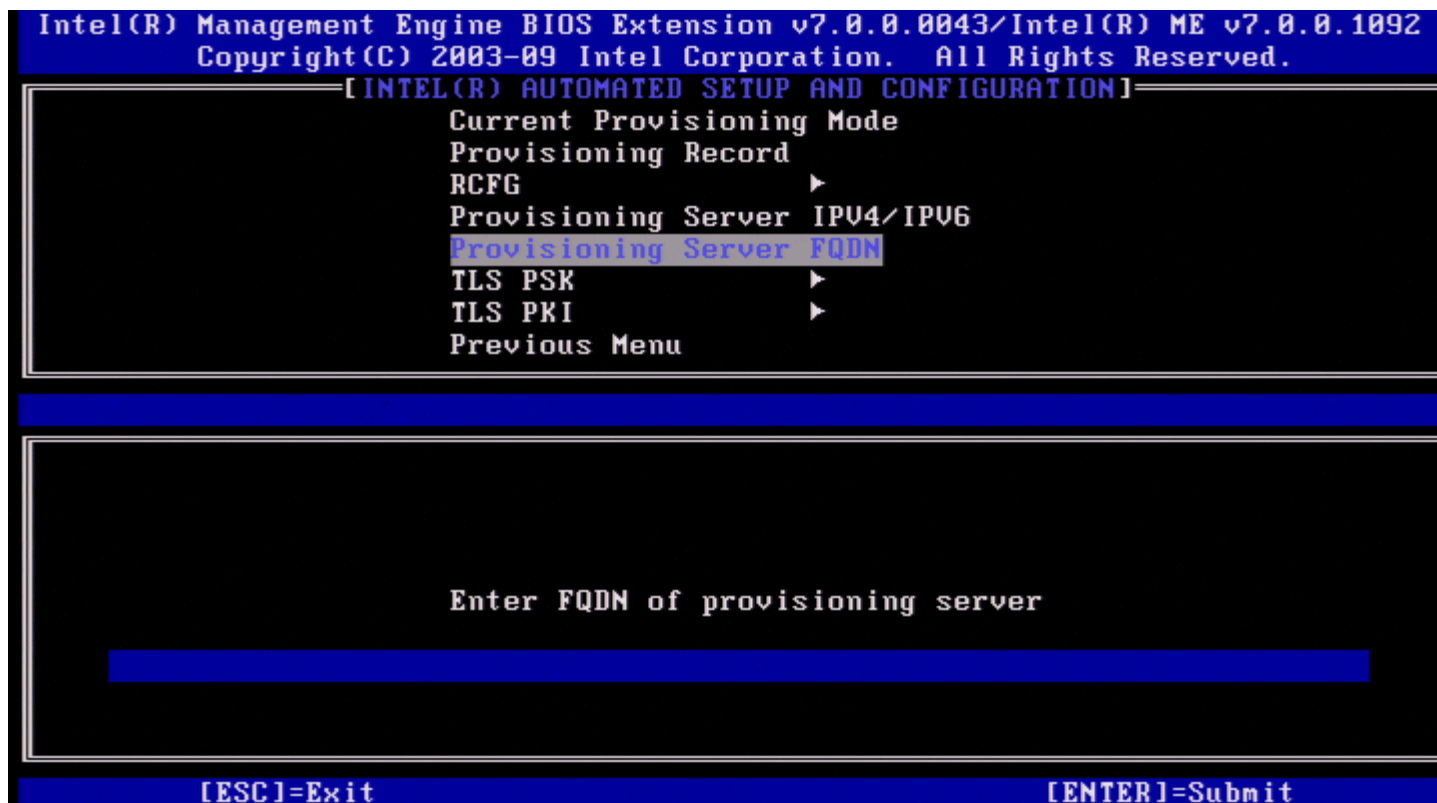 Intel(R) Management Engine BIOS Extension v7.0.0.0043/Intel(R) ME v7.0.0.1092
Copyright(C) 2003-09 Intel Corporation. All Rights Reserved.
[INTEL(R) AUTOMATED SETUP AND CONFIGURATION]
Current Provisioning Mode
Provisioning Record
RCFG ►
Provisioning Server IPV4/IPV6
Provisioning Server FQDN
TLS PSK ►
TLS PKI ►
Previous Menu
Enter FQDN of provisioning server
[ESC]=Exit [ENTER]=Submit